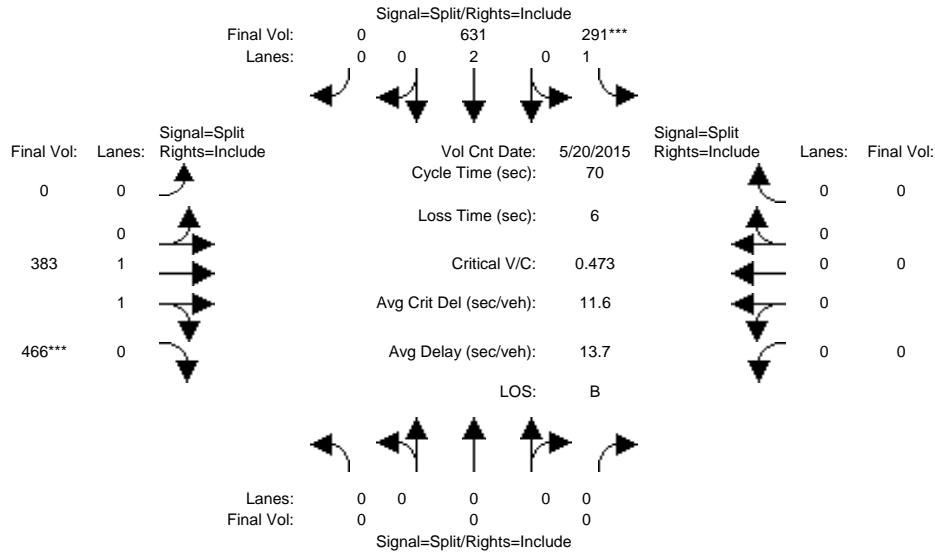 Signal=Split/Rights=Include
Final Vol: 0 631 291***
Lanes: 0 0 2 0 1
Signal=Split
Final Vol: Lanes: Rights=Include
Vol Cnt Date: 5/20/2015
Signal=Split
Rights=Include Lanes: Final Vol:
Cycle Time (sec): 70
0 0
0 0
Loss Time (sec): 6
0
0
383 1
Critical V/C: 0.473
0 0
1
Avg Crit Del (sec/veh): 11.6
0
466*** 0
Avg Delay (sec/veh): 13.7
0 0
LOS: B
Lanes: 0 0 0 0 0
Final Vol: 0 0 0
Signal=Split/Rights=Include